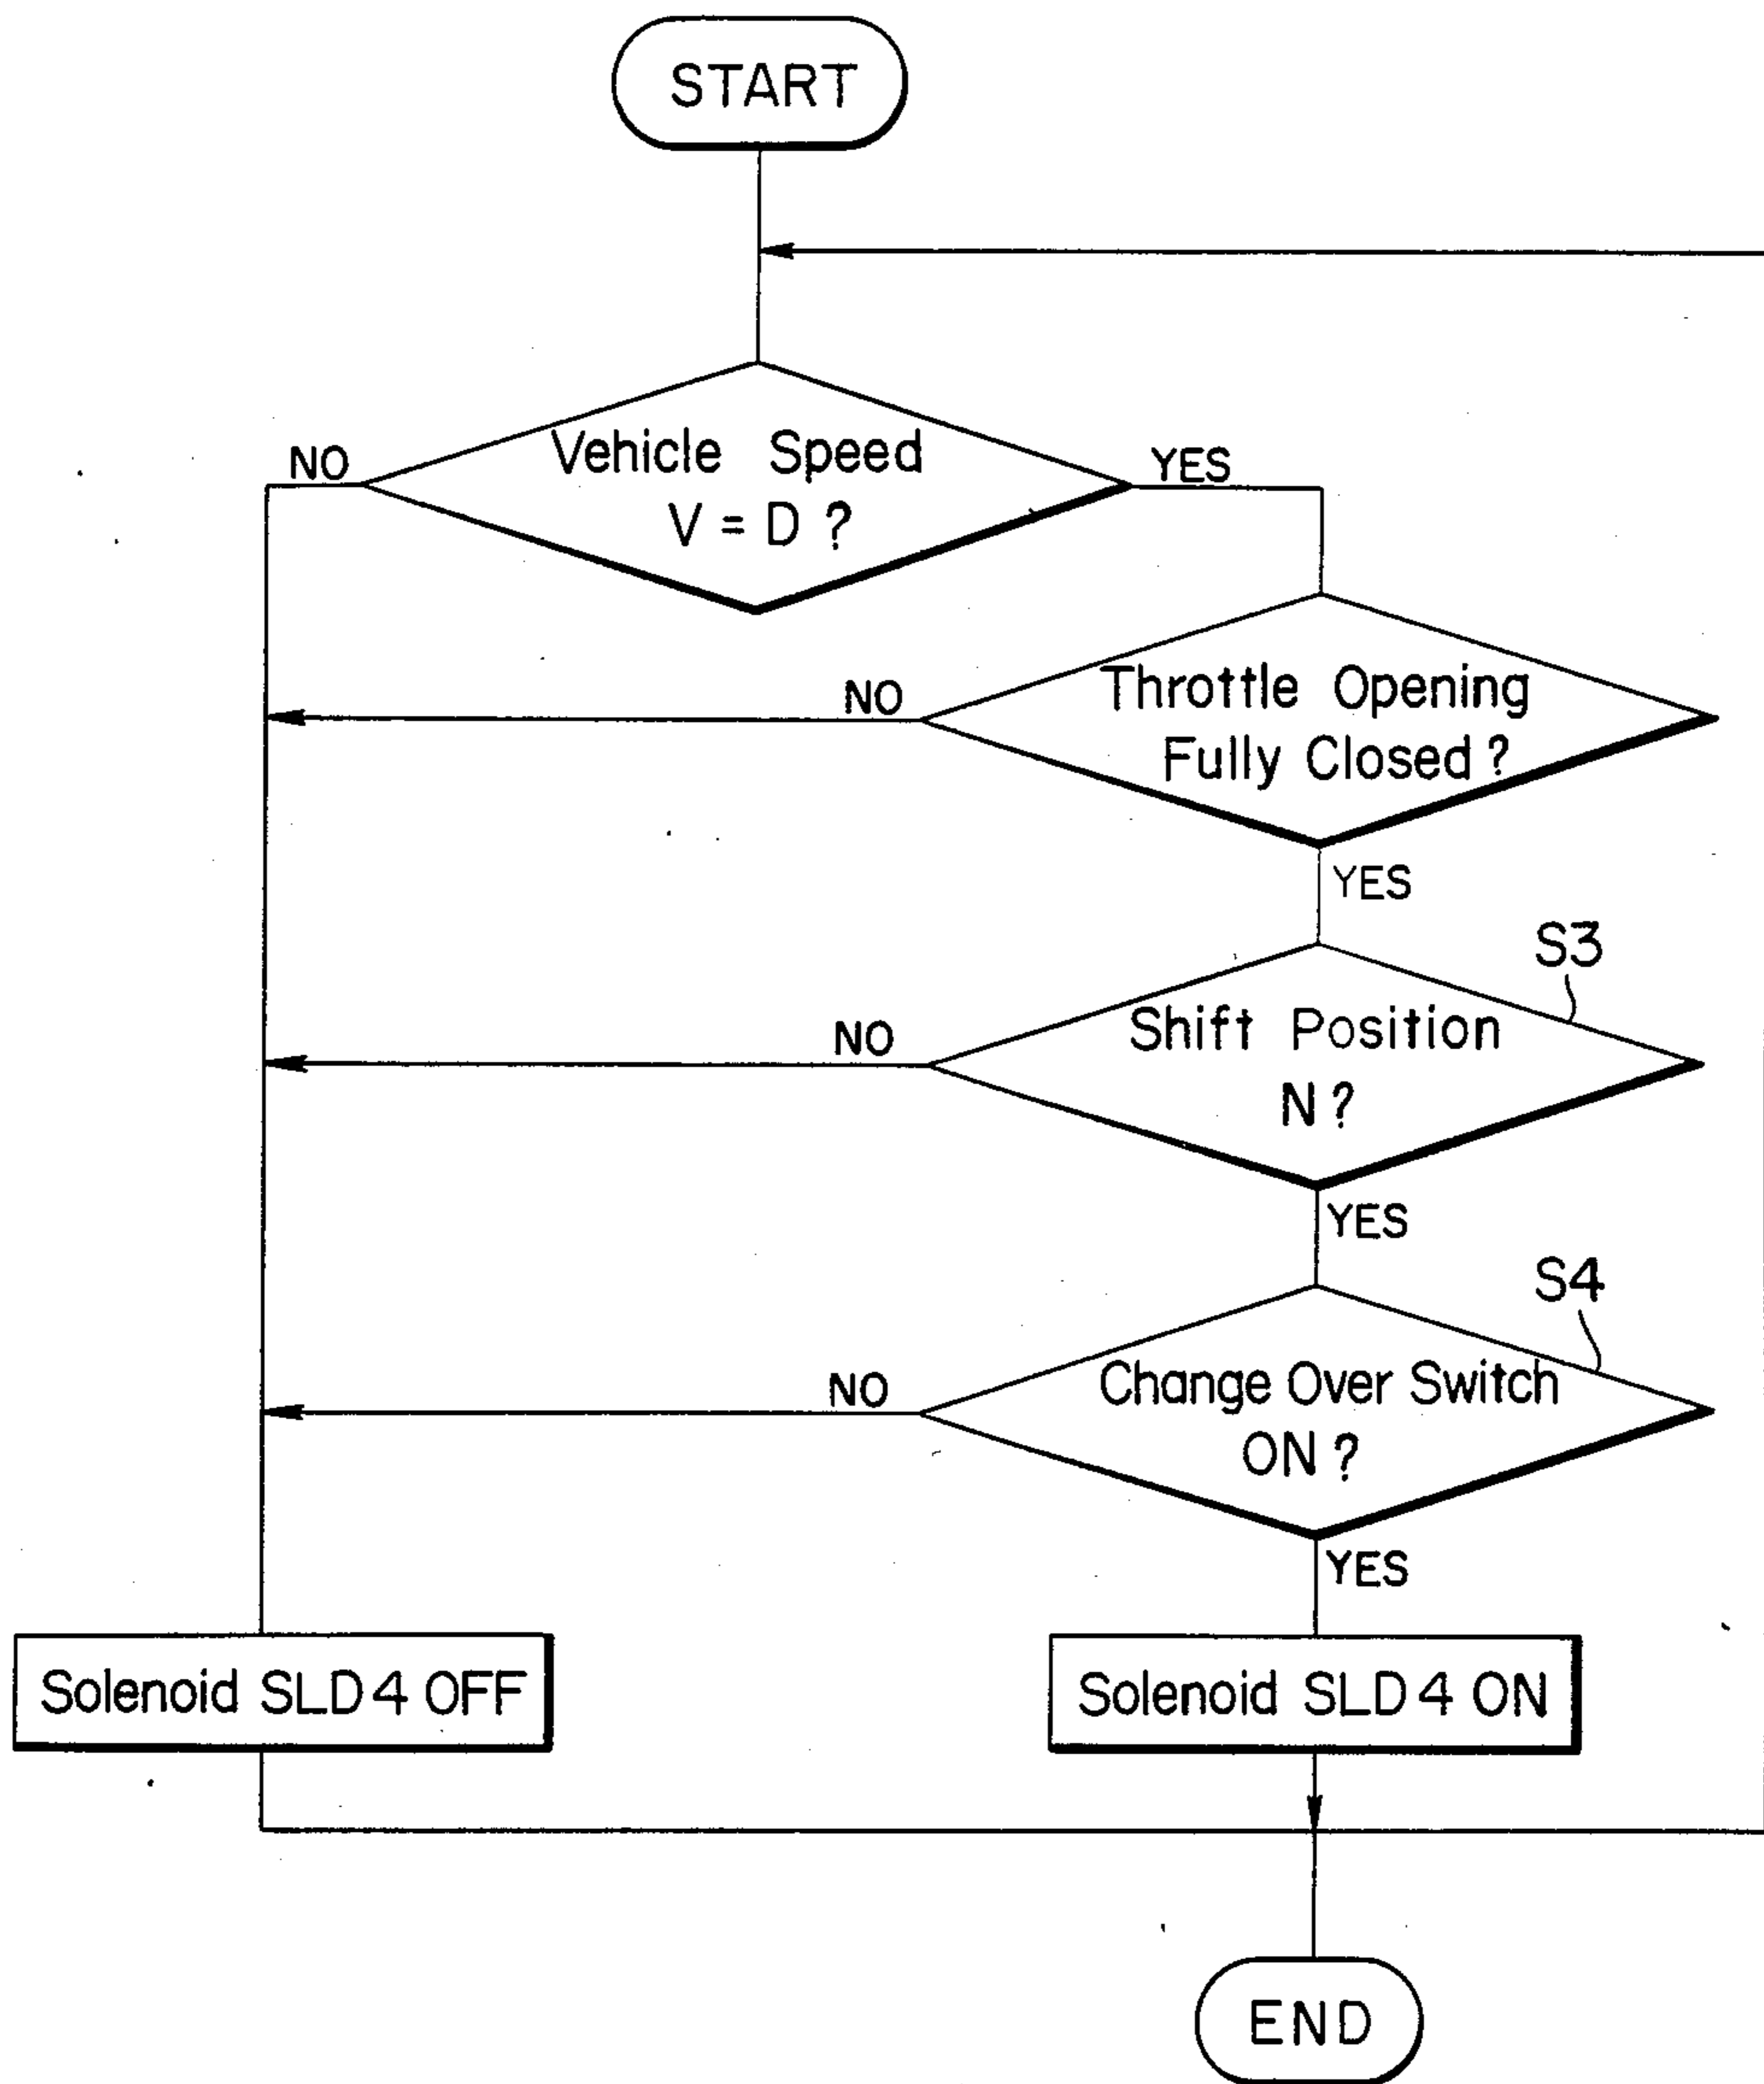 START
NO
Vehicle Speed
YES
V = D ?
NO
Throttle Opening
Fully Closed ?
YES
S3
NO
Shift Position
N ?
YES
S4
NO
Change Over Switch
ON ?
YES
Solenoid SLD 4 OFF
Solenoid SLD 4 ON
END